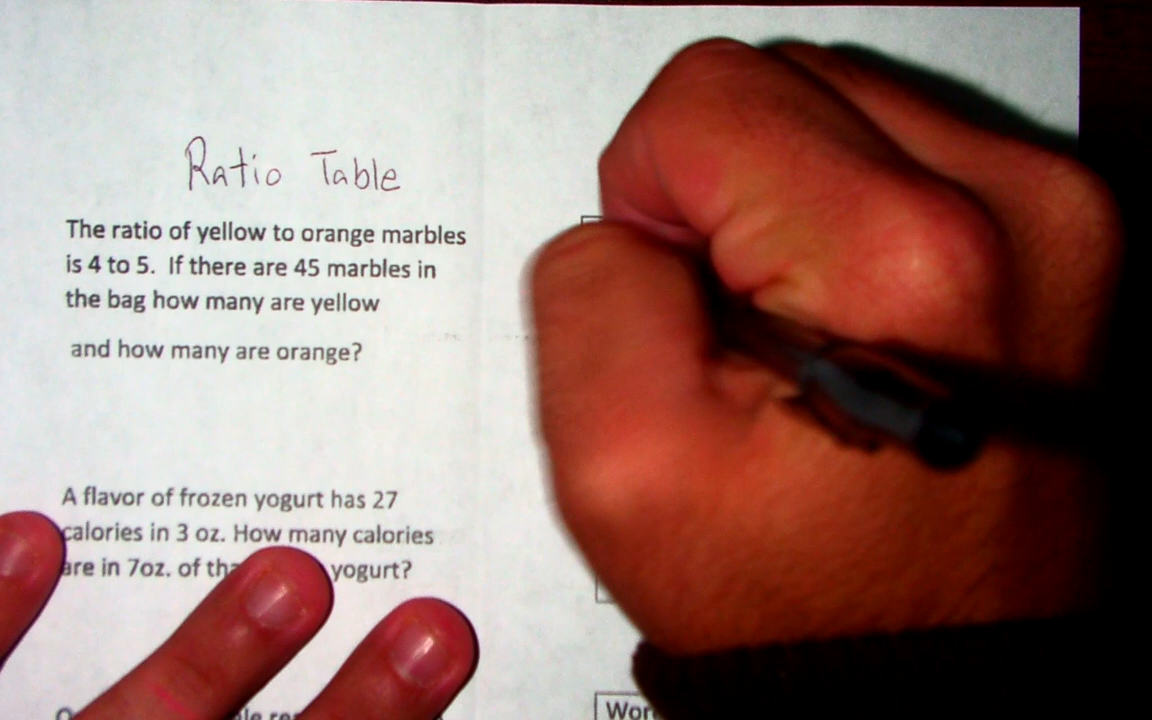 Ratio Table
The ratio of yellow to orange marbles
is 4 to 5. If there are 45 marbles in
the bag how many are yellow
and how many are orange?
A flavor of frozen yogurt has 27
calories in 3 oz. How many calories
are in 7oz. of yogurt?